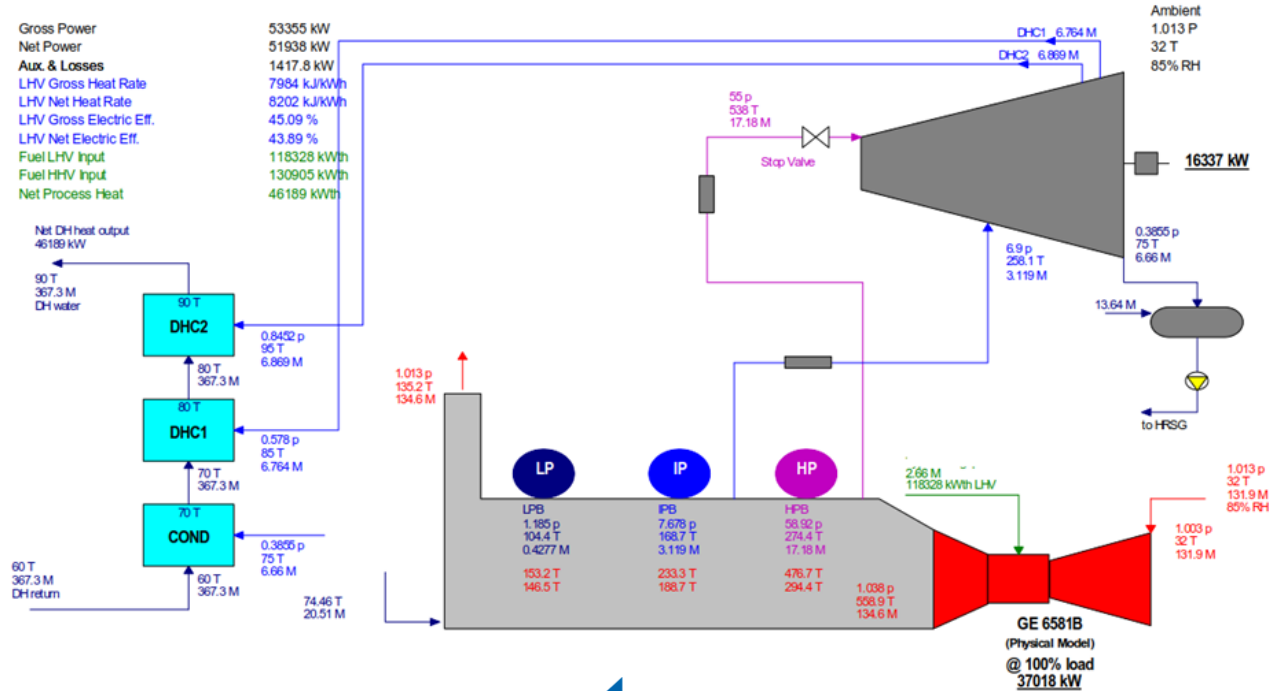 Gross Power 53355 kW
Net Power 51938 kW
Aux. & Losses 1417.8 kW
LHV Gross Heat Rate 7984 kJ/kWh
LHV Net Heat Rate 8202 kJ/kWh
LHV Gross Electric Eff. 45.09 %
LHV Net Electric Eff. 43.89 %
Fuel LHV Input 118328 kWth
Fuel HHV Input 130905 kWth
Net Process Heat 46189 kWth
Ambient
1.013 P
32 T
85% RH
DHC1 6.764 M
DHC2 6.869 M
55 p
538 T
17.18 M
Stop Valve
16337 kW
Net DH heat output
46189 kW
90 T
367.3 M
DH water
90 T
DHC2
0.8452 p
95 T
6.869 M
80 T
367.3 M
80 T
DHC1
0.578 p
85 T
6.764 M
70 T
367.3 M
70 T
COND
0.3855 p
75 T
6.66 M
60 T
367.3 M
DH return
60 T
367.3 M
6.9 p
258.1 T
3.119 M
0.3855 p
75 T
6.66 M
13.64 M
to HRSG
1.013 p
135.2 T
134.6 M
LP
IP
HP
LPB
1.185 p
104.4 T
0.4277 M
153.2 T
146.5 T
IPB
7.678 p
168.7 T
3.119 M
233.3 T
188.7 T
HPB
58.92 p
274.4 T
17.18 M
476.7 T
294.4 T
74.46 T
20.51 M
1.038 p
558.9 T
134.6 M
2.66 M
118328 kWth LHV
1.013 p
32 T
131.9 M
85% RH
1.003 p
32 T
131.9 M
GE 6581B
(Physical Model)
@ 100% load
37018 kW